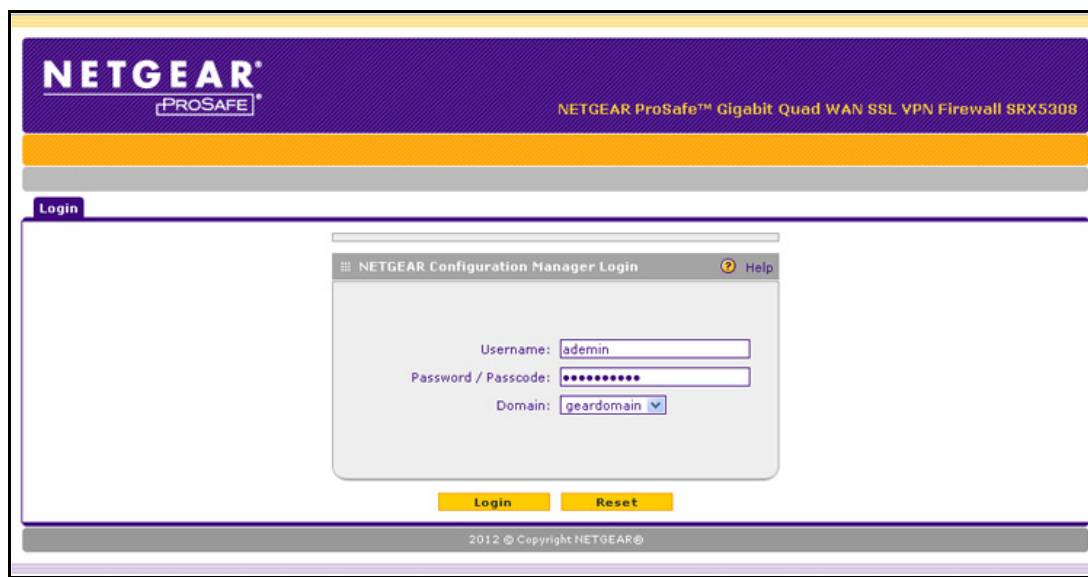 NETGEAR®
PROSAFE®
NETGEAR ProSafe™ Gigabit Quad WAN SSL VPN Firewall SRX5308
Login
NETGEAR Configuration Manager Login
? Help
Username: ademin
Password / Passcode: ••••••••••
Domain: geardomain
Login Reset
2012 © Copyright NETGEAR®